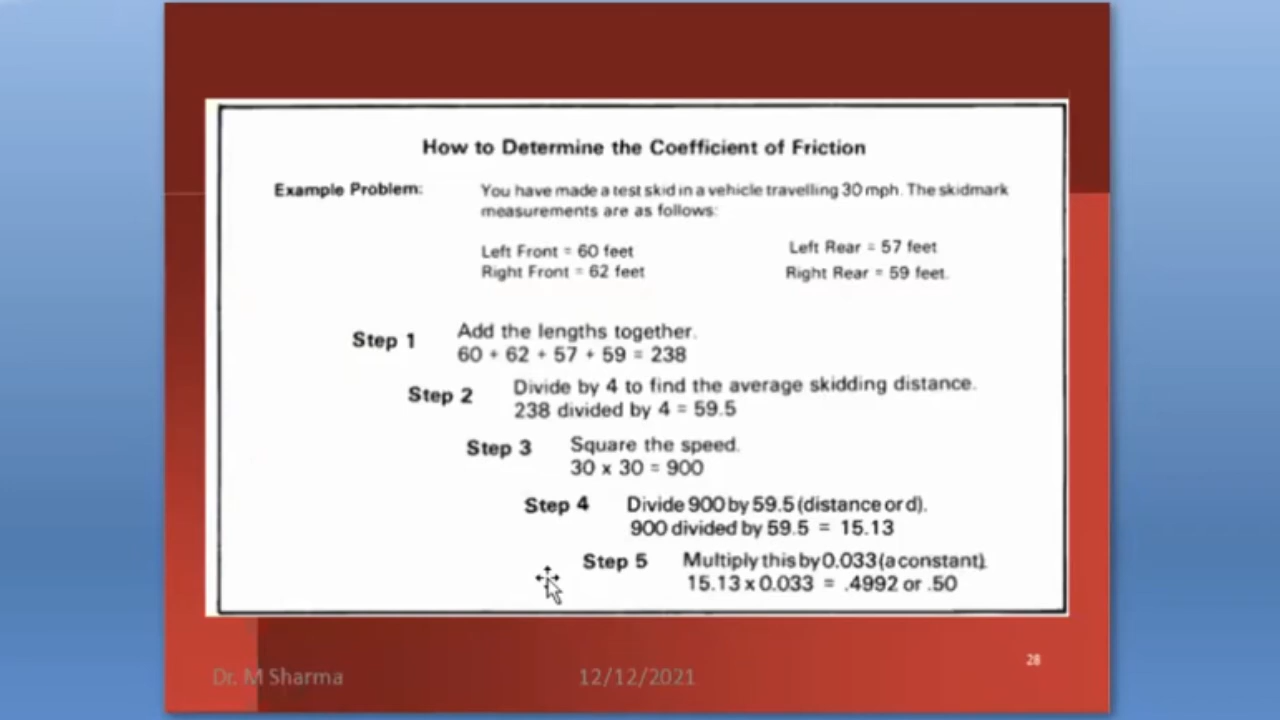 How to Determine the Coefficient of Friction
Example Problem: You have made a test skid in a vehicle travelling 30 mph. The skidmark
measurements are as follows:
Left Front = 60 feet Left Rear = 57 feet
Right Front = 62 feet Right Rear = 59 feet.
Step 1 Add the lengths together.
60 + 62 + 57 + 59 = 238
Step 2 Divide by 4 to find the average skidding distance.
238 divided by 4 = 59.5
Step 3 Square the speed.
30 x 30 = 900
Step 4 Divide 900 by 59.5 (distance or d).
900 divided by 59.5 = 15.13
Step 5 Multiply this by 0.033 (a constant).
15.13 x 0.033 = .4992 or .50
28
Dr. M Sharma 12/12/2021